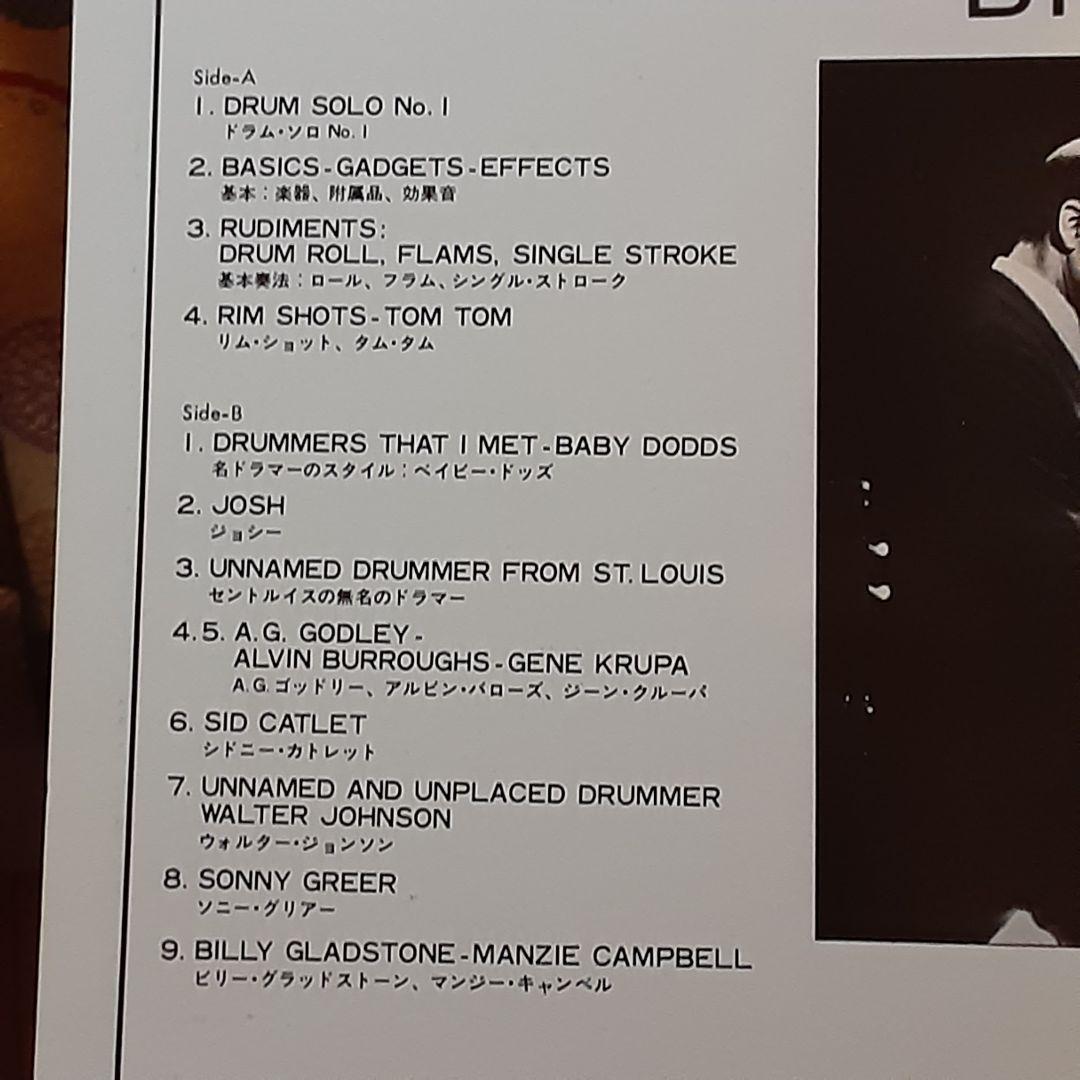 Side-A
1. DRUM SOLO No. 1
ドラム・ソロ No. 1
2. BASICS-GADGETS-EFFECTS
基本：楽器、附属品、効果音
3. RUDIMENTS:
DRUM ROLL, FLAMS, SINGLE STROKE
基本奏法：ロール、フラム、シングル・ストローク
4. RIM SHOTS-TOM TOM
リム・ショット、タム・タム
Side-B
1. DRUMMERS THAT I MET-BABY DODDS
名ドラマーのスタイル：ベイビー・ドッズ
2. JOSH
ジョシー
3. UNNAMED DRUMMER FROM ST. LOUIS
セントルイスの無名のドラマー
4.5. A.G. GODLEY-
ALVIN BURROUGHS-GENE KRUPA
A.G.ゴッドリー、アルビン・バローズ、ジーン・クルーパ
6. SID CATLET
シドニー・カトレット
7. UNNAMED AND UNPLACED DRUMMER
WALTER JOHNSON
ウォルター・ジョンソン
8. SONNY GREER
ソニー・グリアー
9. BILLY GLADSTONE-MANZIE CAMPBELL
ビリー・グラッドストーン、マンジー・キャンベル